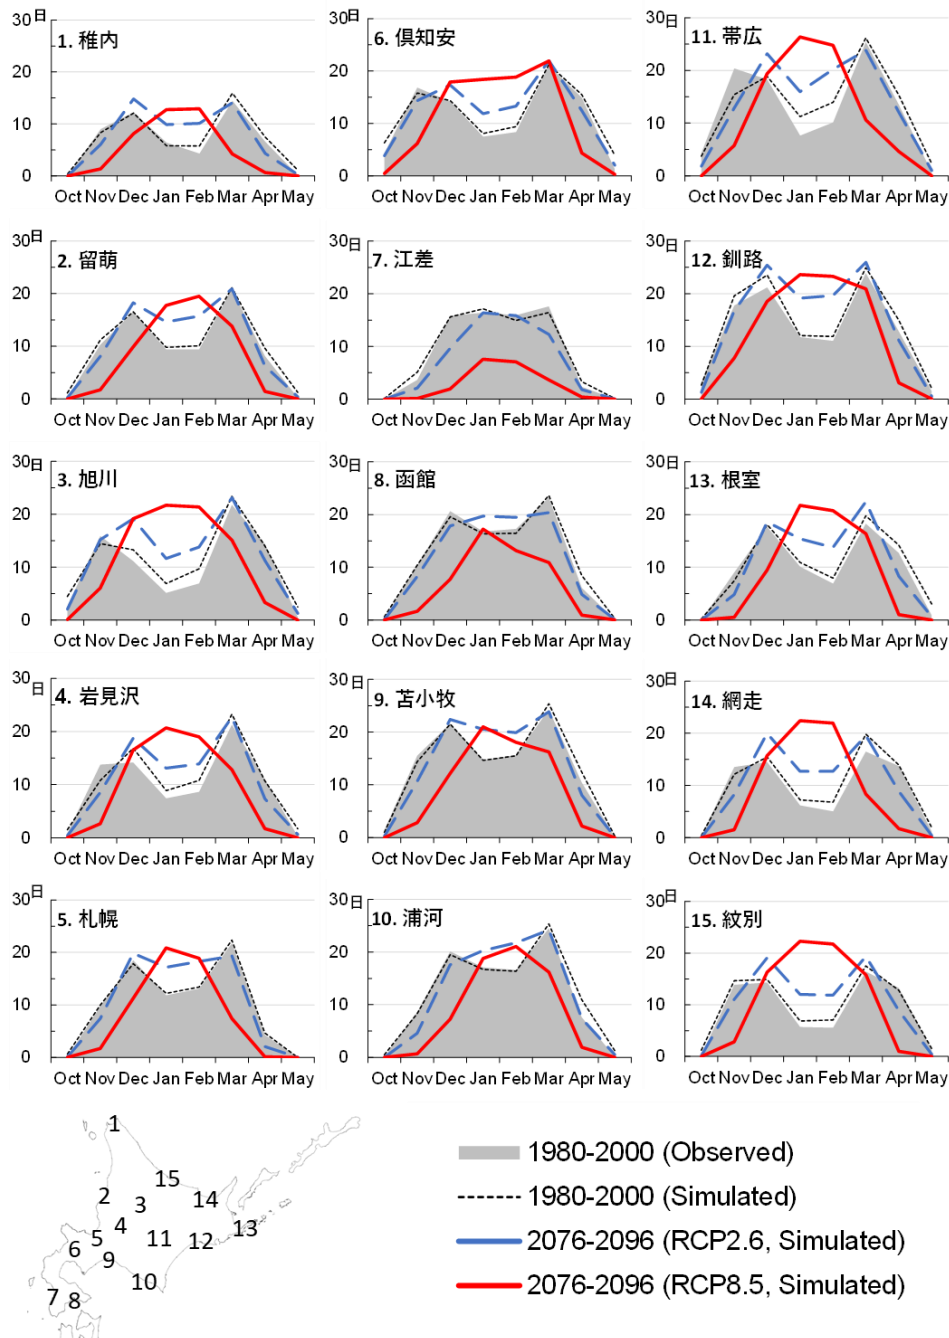 30日
1. 稚内
20
10
0
Oct Nov Dec Jan Feb Mar Apr May
30日
6. 倶知安
20
10
0
Oct Nov Dec Jan Feb Mar Apr May
30日
11. 帯広
20
10
0
Oct Nov Dec Jan Feb Mar Apr May
30日
2. 留萌
20
10
0
Oct Nov Dec Jan Feb Mar Apr May
30日
7. 江差
20
10
0
Oct Nov Dec Jan Feb Mar Apr May
30日
12. 釧路
20
10
0
Oct Nov Dec Jan Feb Mar Apr May
30日
3. 旭川
20
10
0
Oct Nov Dec Jan Feb Mar Apr May
30日
8. 函館
20
10
0
Oct Nov Dec Jan Feb Mar Apr May
30日
13. 根室
20
10
0
Oct Nov Dec Jan Feb Mar Apr May
30日
4. 岩見沢
20
10
0
Oct Nov Dec Jan Feb Mar Apr May
30日
9. 苫小牧
20
10
0
Oct Nov Dec Jan Feb Mar Apr May
30日
14. 網走
20
10
0
Oct Nov Dec Jan Feb Mar Apr May
30日
5. 札幌
20
10
0
Oct Nov Dec Jan Feb Mar Apr May
30日
10. 浦河
20
10
0
Oct Nov Dec Jan Feb Mar Apr May
30日
15. 紋別
20
10
0
Oct Nov Dec Jan Feb Mar Apr May
1
15
2
14
3
4
13
5
11
12
6
9
10
7
8
1980-2000 (Observed)
1980-2000 (Simulated)
2076-2096 (RCP2.6, Simulated)
2076-2096 (RCP8.5, Simulated)